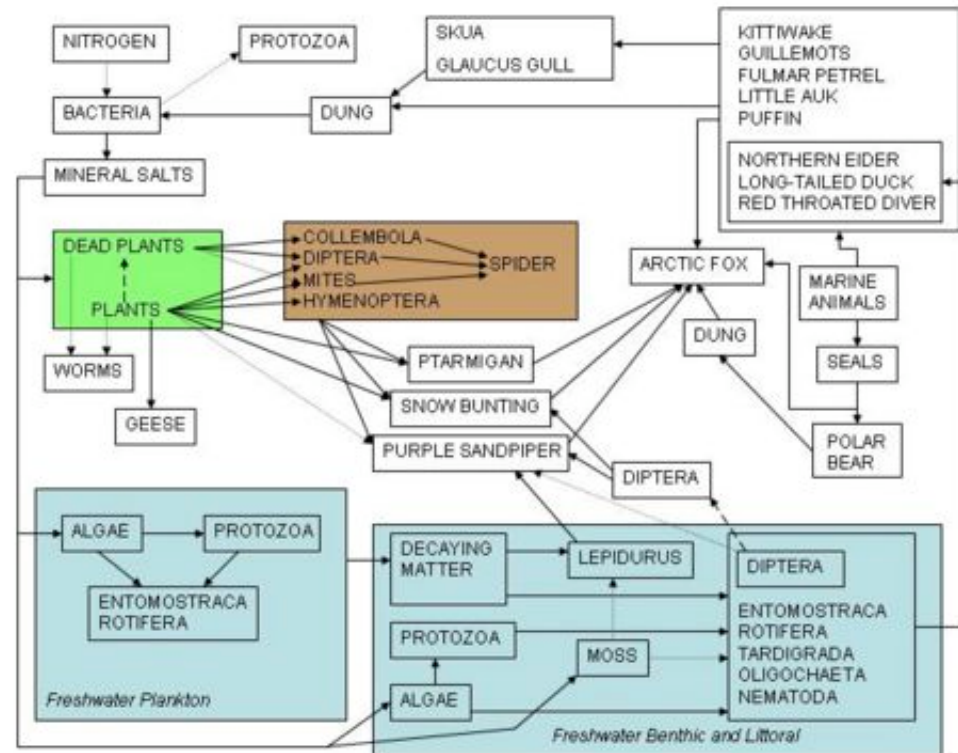 NITROGEN
PROTOZOA
SKUA
GLAUCUS GULL
KITTIWAKE
GUILLEMOTS
FULMAR PETREL
LITTLE AUK
PUFFIN
BACTERIA
DUNG
MINERAL SALTS
NORTHERN EIDER
LONG-TAILED DUCK
RED THROATED DIVER
DEAD PLANTS
PLANTS
COLLEMBOLA
DIPTERA
MITES
HYMENOPTERA
SPIDER
ARCTIC FOX
MARINE
ANIMALS
DUNG
SEALS
WORMS
PTARMIGAN
GEESE
SNOW BUNTING
PURPLE SANDPIPER
POLAR
BEAR
DIPTERA
ALGAE
PROTOZOA
ENTOMOSTRACA
ROTIFERA
Freshwater Plankton
DECAYING
MATTER
LEPIDURUS
DIPTERA
PROTOZOA
MOSS
ALGAE
ENTOMOSTRACA
ROTIFERA
TARDIGRADA
OLIGOCHAETA
NEMATODA
Freshwater Benthic and Littoral